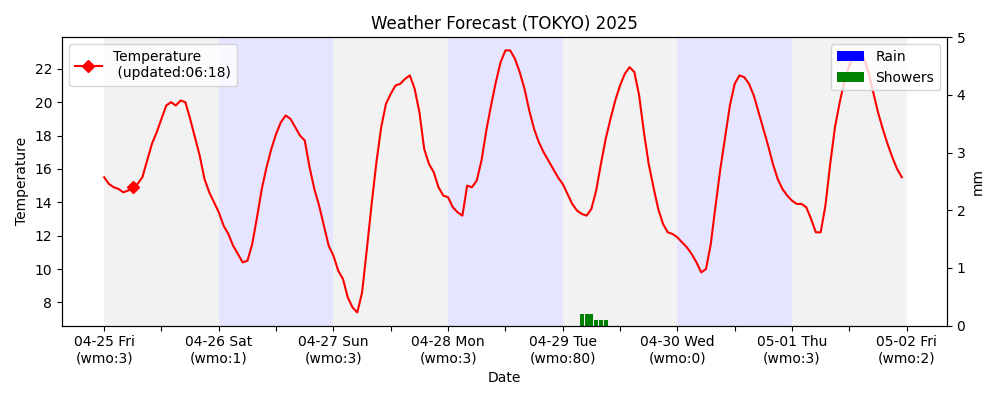 Weather Forecast (TOKYO) 2025
Temperature
(updated:06:18)
Rain
Showers
22
20
18
16
14
12
10
8
Temperature
5
4
3
2
1
0
mm
04-25 Fri
(wmo:3)
04-26 Sat
(wmo:1)
04-27 Sun
(wmo:3)
04-28 Mon
(wmo:3)
04-29 Tue
(wmo:80)
04-30 Wed
(wmo:0)
05-01 Thu
(wmo:3)
05-02 Fri
(wmo:2)
Date